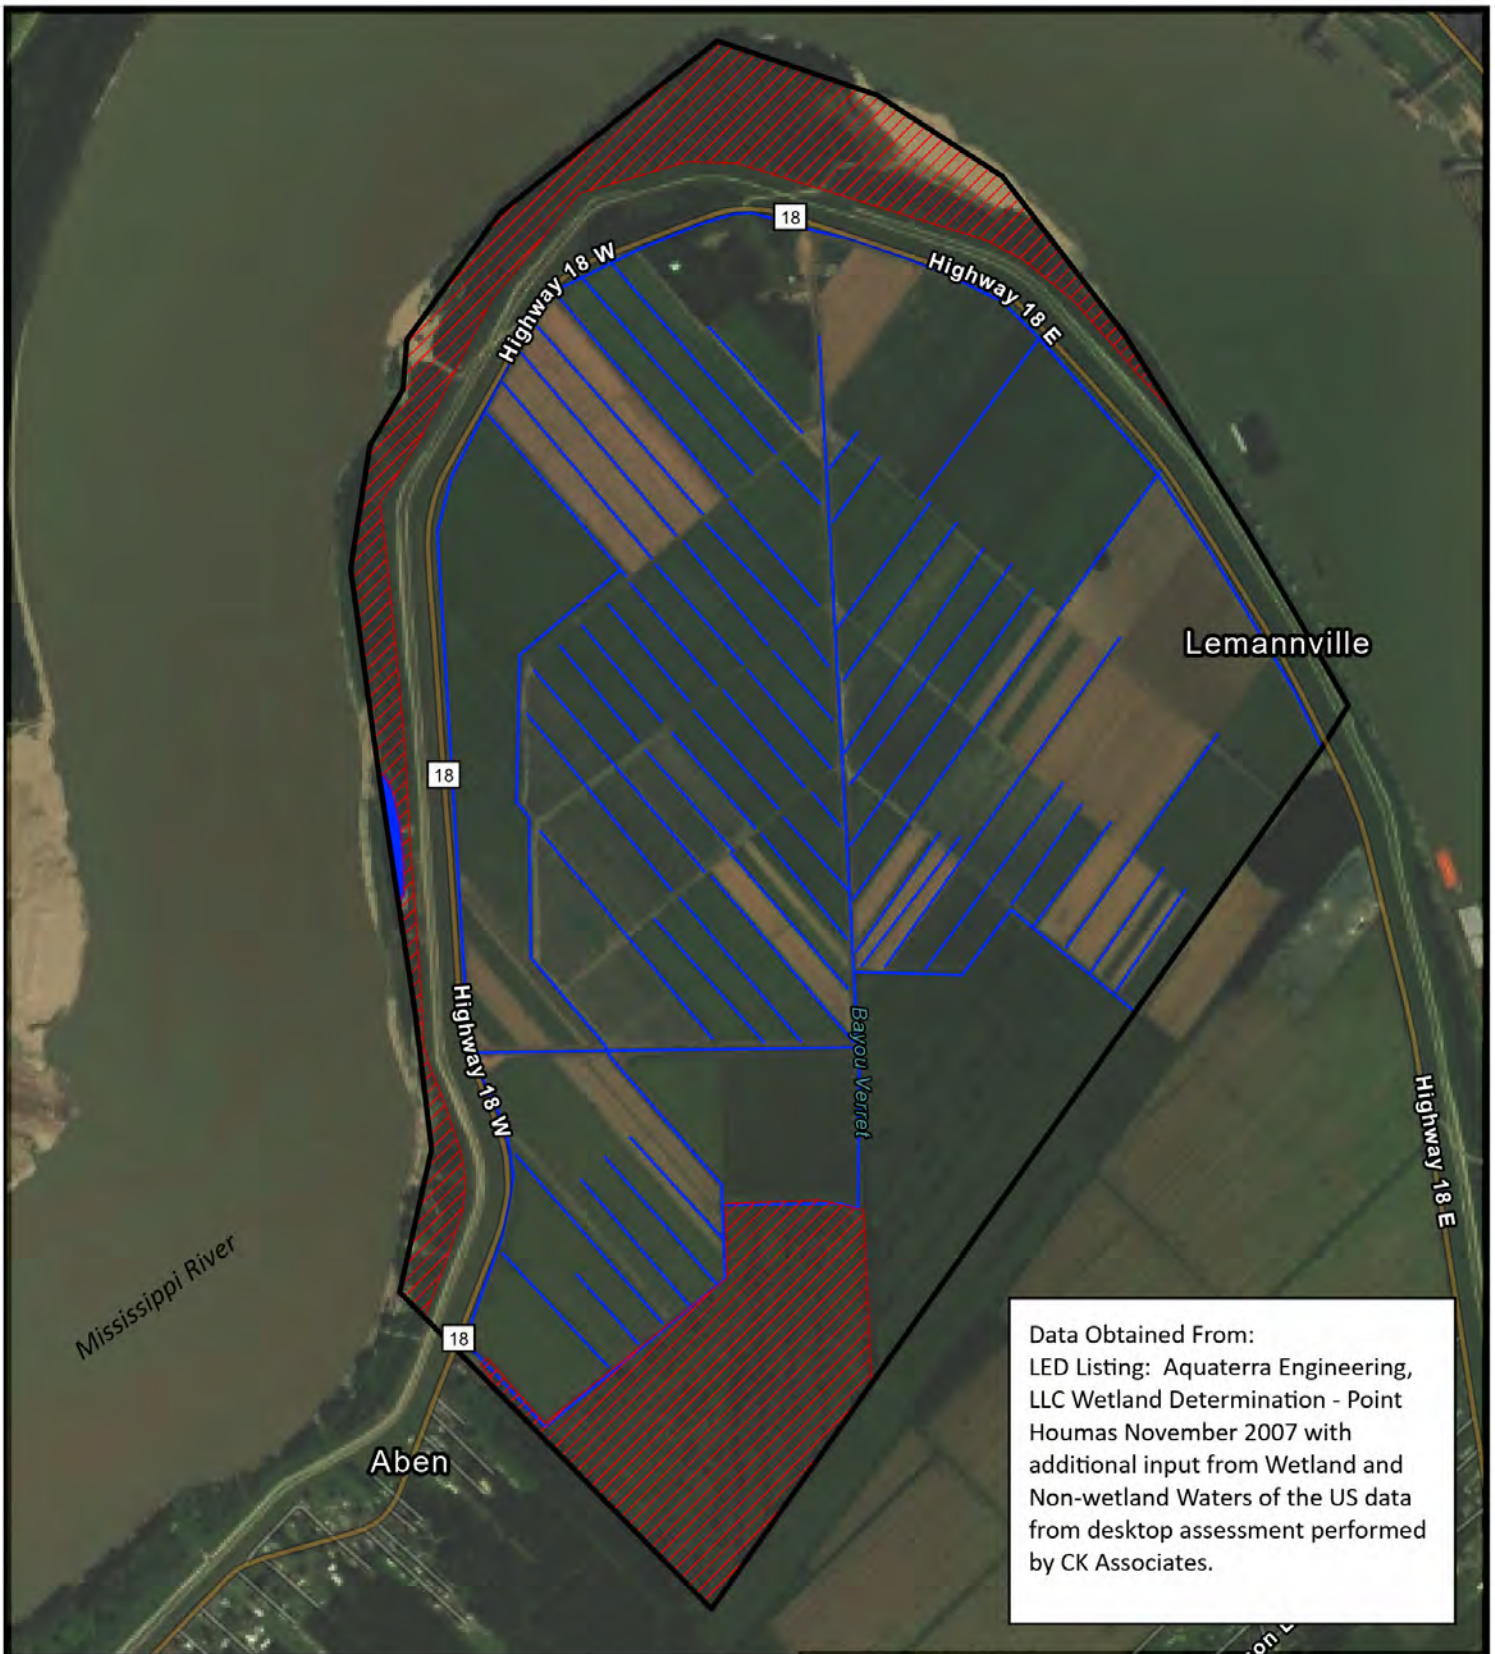 18
Highway 18 W
Highway 18 E
Lemannville
18
Highway 18 W
Bayou Verret
Highway 18 E
Mississippi River
18
Aben
Data Obtained From:
LED Listing: Aquaterra Engineering,
LLC Wetland Determination - Point
Houmas November 2007 with
additional input from Wetland and
Non-wetland Waters of the US data
from desktop assessment performed
by CK Associates.